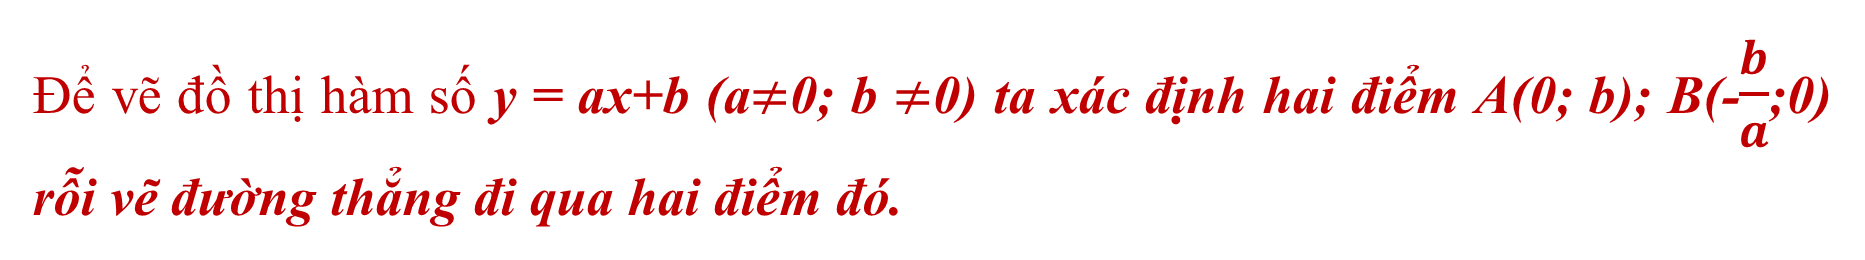 Để vẽ đồ thị hàm số y = ax+b (a≠0; b ≠0) ta xác định hai điểm A(0; b); B(-b/a;0)
rỗi vẽ đường thẳng đi qua hai điểm đó.